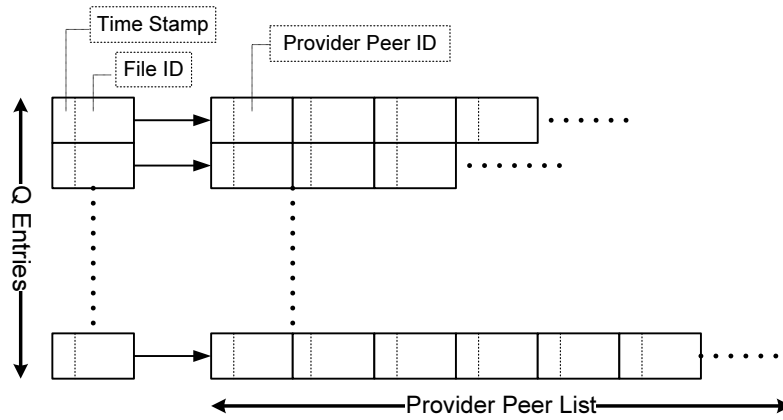 Time Stamp
Provider Peer ID
File ID
Q Entries
Provider Peer List